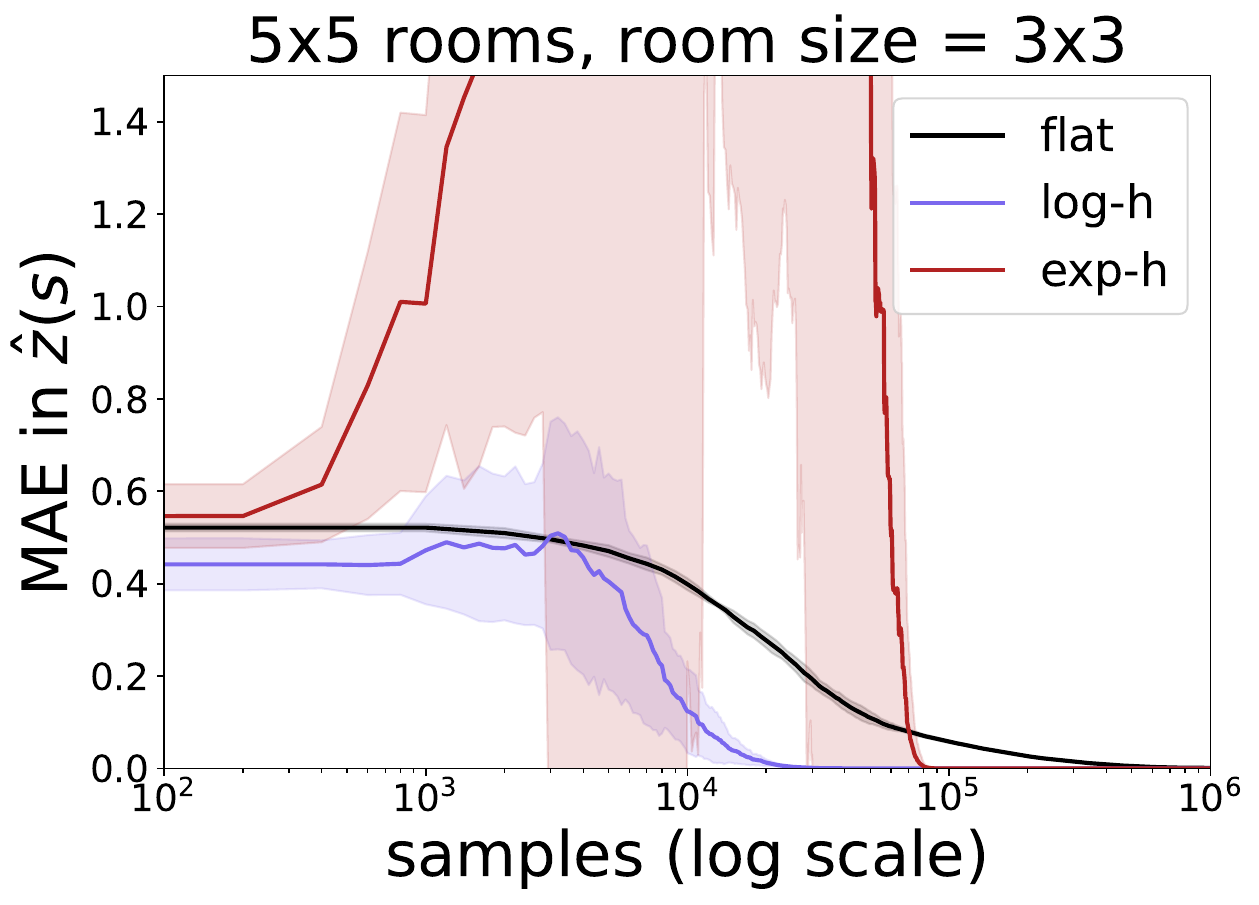 5x5 rooms, room size = 3x3
MAE in ẑ(s)
1.4
1.2
1.0
0.8
0.6
0.4
0.2
0.0
flat
log-h
exp-h
10² 10³ 10⁴ 10⁵ 10⁶
samples (log scale)